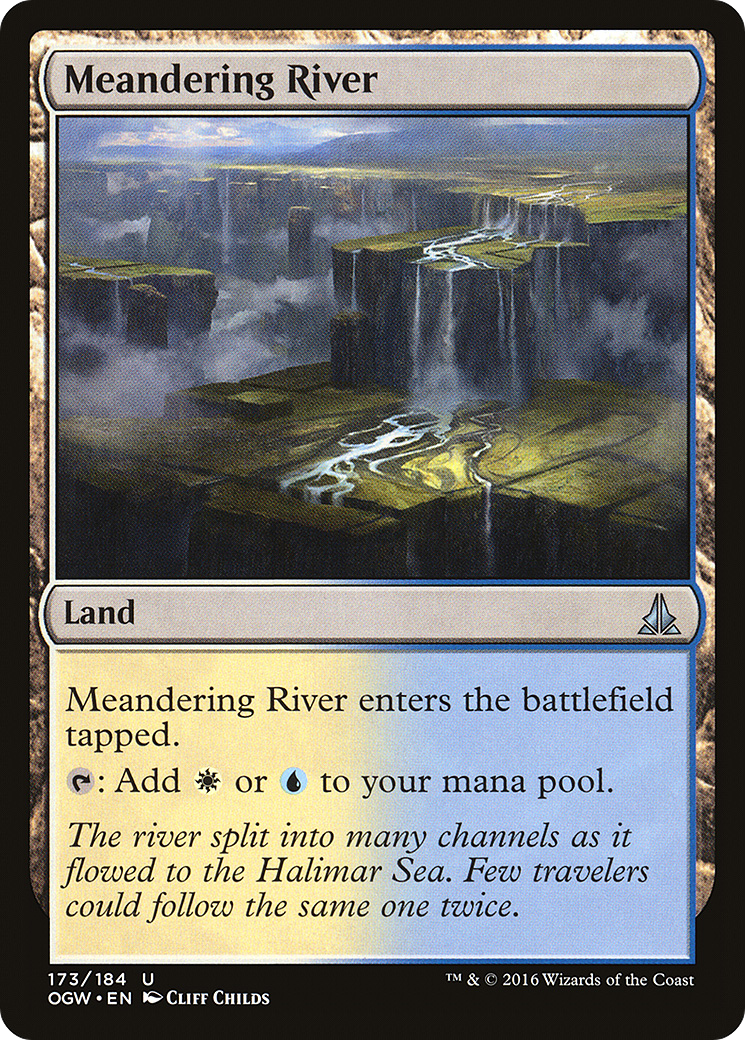 Meandering River
Land
Meandering River enters the battlefield
tapped.
: Add or to your mana pool.
The river split into many channels as it
flowed to the Halimar Sea. Few travelers
could follow the same one twice.
173/184 U
OGW • EN Cliff Childs
™ & © 2016 Wizards of the Coast